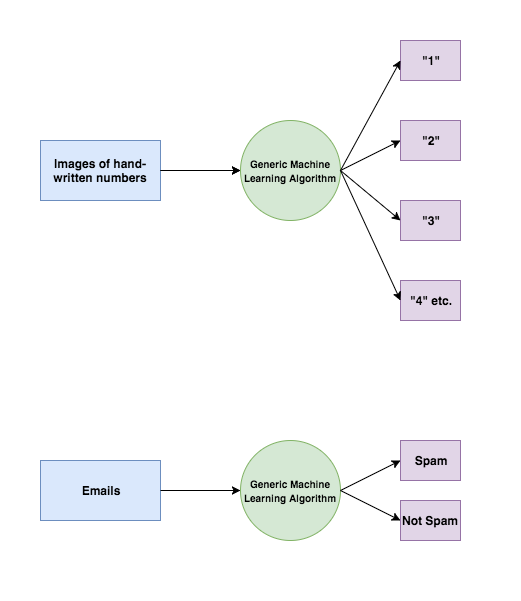 Images of hand-
written numbers
Generic Machine
Learning Algorithm
"1"
"2"
"3"
"4" etc.
Emails
Generic Machine
Learning Algorithm
Spam
Not Spam